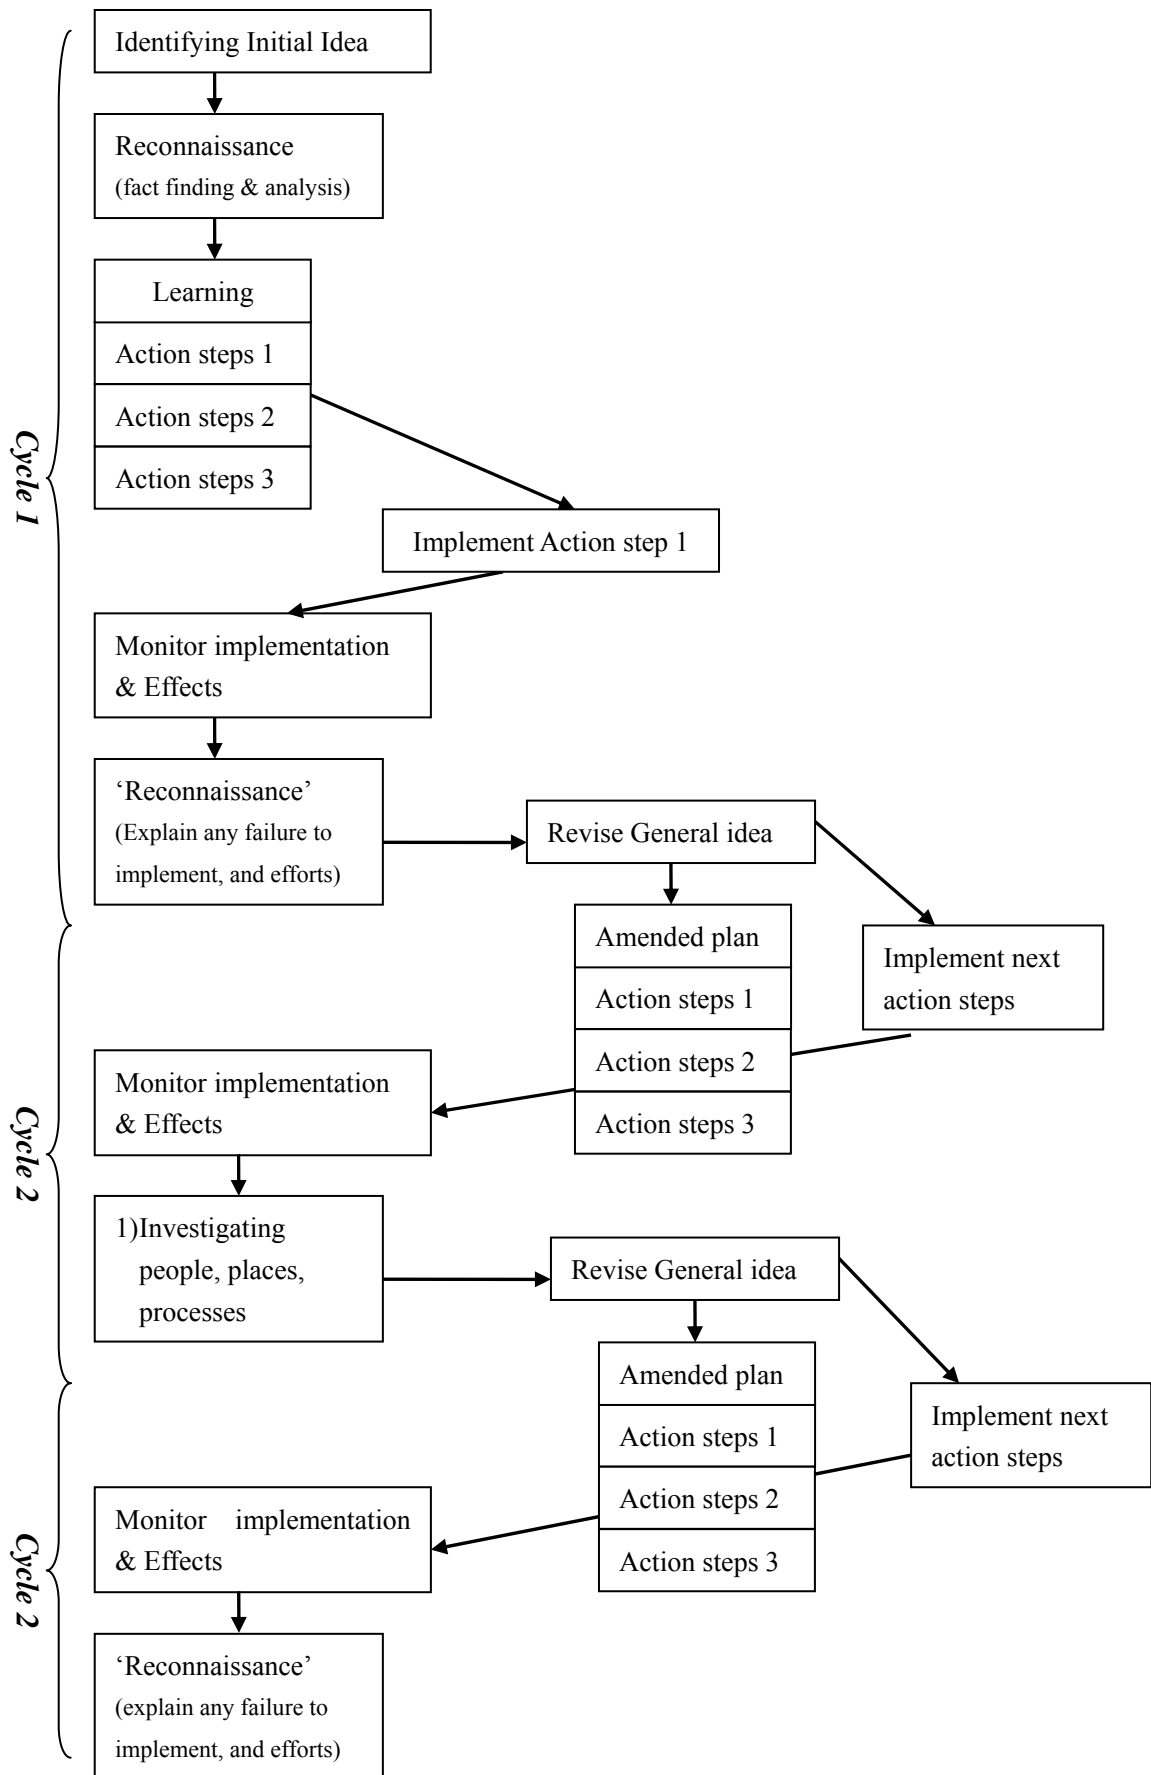 Identifying Initial Idea
Reconnaissance
(fact finding & analysis)
Learning
Action steps 1
Action steps 2
Action steps 3
Cycle 1
Implement Action step 1
Monitor implementation
& Effects
‘Reconnaissance’
(Explain any failure to
implement, and efforts)
Revise General idea
Amended plan
Action steps 1
Action steps 2
Action steps 3
Implement next
action steps
Cycle 2
Monitor implementation
& Effects
1)Investigating
people, places,
processes
Revise General idea
Amended plan
Action steps 1
Action steps 2
Action steps 3
Implement next
action steps
Cycle 2
Monitor implementation
& Effects
‘Reconnaissance’
(explain any failure to
implement, and efforts)